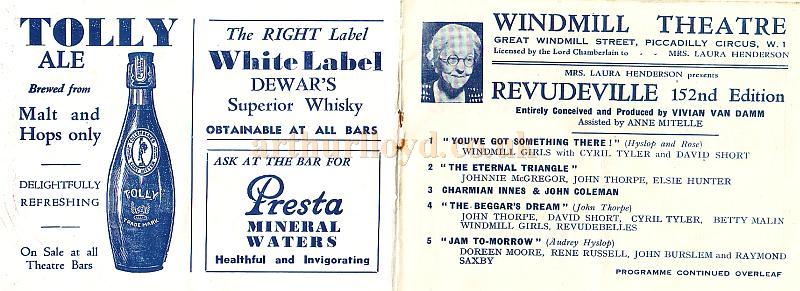 TOLLY
ALE
Brewed from
Malt and
Hops only
DELIGHTFULLY
REFRESHING
On Sale at all
Theatre Bars
TOLLY
TRADE MARK
The RIGHT Label
White Label
DEWAR'S
Superior Whisky
OBTAINABLE AT ALL BARS
ASK AT THE BAR FOR
Presta
MINERAL
WATERS
Healthful and Invigorating
arthurlloyd.co.uk
WINDMILL THEATRE
GREAT WINDMILL STREET, PICCADILLY CIRCUS, W.1
Licensed by the Lord Chamberlain to - - MRS. LAURA HENDERSON
MRS. LAURA HENDERSON presents
REVUDEVILLE 152nd EDITION
Entirely Conceived and Produced by VIVIAN VAN DAMM
Assisted by ANNE MITELLE
1 "YOU'VE GOT SOMETHING THERE!" (Hyslop and Rose)
WINDMILL GIRLS with CYRIL TYLER and DAVID SHORT
2 "THE ETERNAL TRIANGLE"
JOHNNIE McGREGOR, JOHN THORPE, ELSIE HUNTER
3 CHARMIAN INNES & JOHN COLEMAN
4 "THE BEGGAR'S DREAM" (John Thorpe)
JOHN THORPE, DAVID SHORT, CYRIL TYLER, BETTY MALIN
WINDMILL GIRLS, REVUDEBELLES
5 "JAM TO-MORROW" (Audrey Hyslop)
DOREEN MOORE, RENE RUSSELL, JOHN BURSLEM and RAYMOND
SAXBY
PROGRAMME CONTINUED OVERLEAF